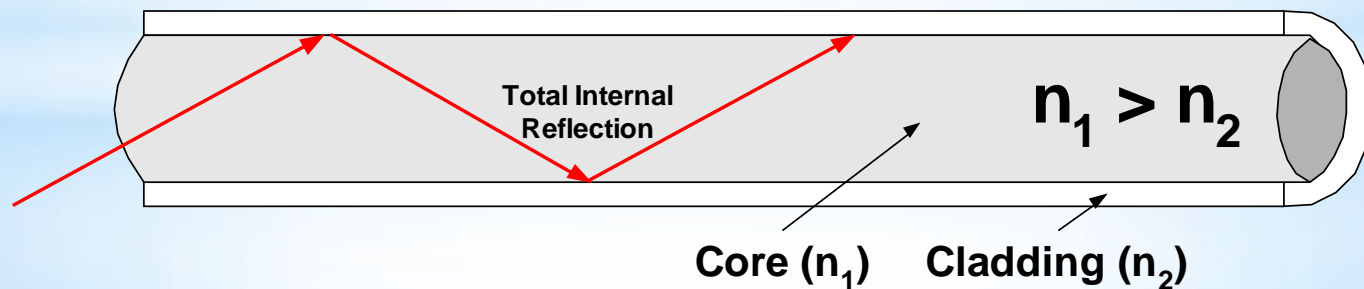 Total Internal
Reflection
n₁ > n₂
Core (n₁)
Cladding (n₂)